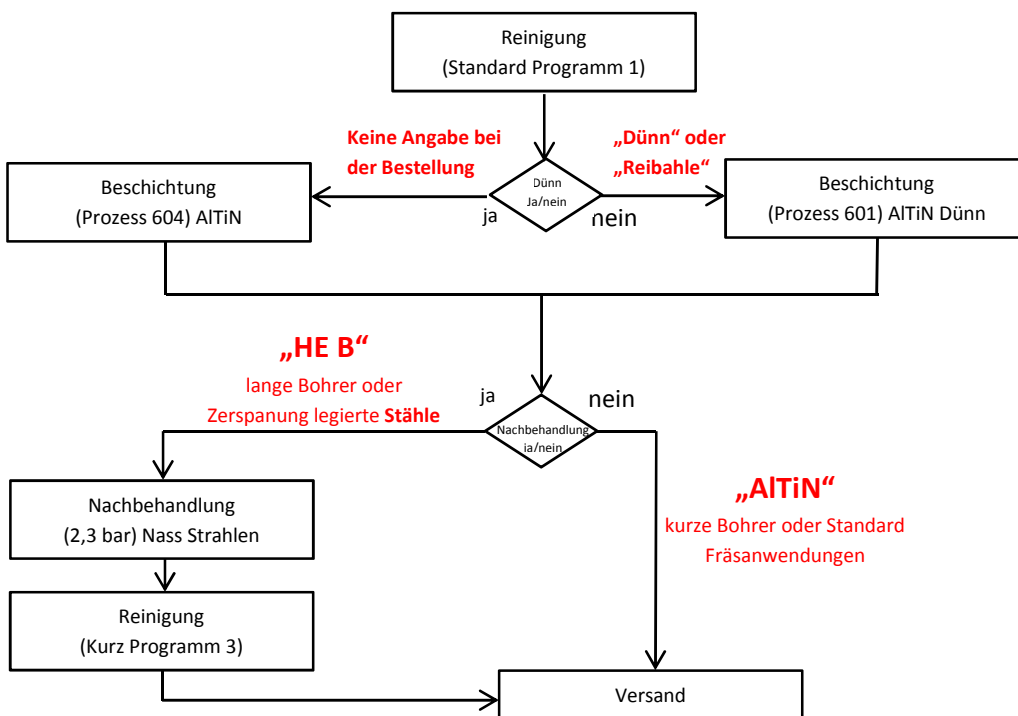 Reinigung
(Standard Programm 1)
Keine Angabe bei
der Bestellung
„Dünn“ oder
„Reibahle“
Beschichtung
(Prozess 604) AlTiN
Dünn
Ja/nein
ja
nein
Beschichtung
(Prozess 601) AlTiN Dünn
„HE B“
lange Bohrer oder
Zerspanung legierte Stähle
ja
nein
Nachbehandlung
ja/nein
Nachbehandlung
(2,3 bar) Nass Strahlen
„AlTiN“
kurze Bohrer oder Standard
Fräsanwendungen
Reinigung
(Kurz Programm 3)
Versand